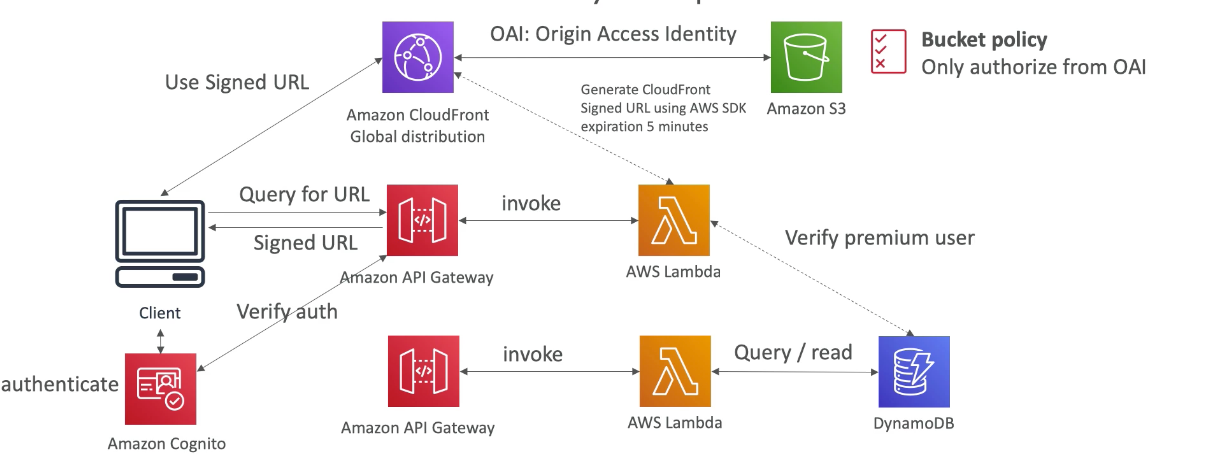 OAI: Origin Access Identity
Bucket policy
Only authorize from OAI
Use Signed URL
Generate CloudFront
Signed URL using AWS SDK
expiration 5 minutes
Amazon CloudFront
Global distribution
Amazon S3
Query for URL
invoke
Signed URL
Verify premium user
Amazon API Gateway
AWS Lambda
Client
Verify auth
invoke
Query / read
authenticate
Amazon Cognito
Amazon API Gateway
AWS Lambda
DynamoDB